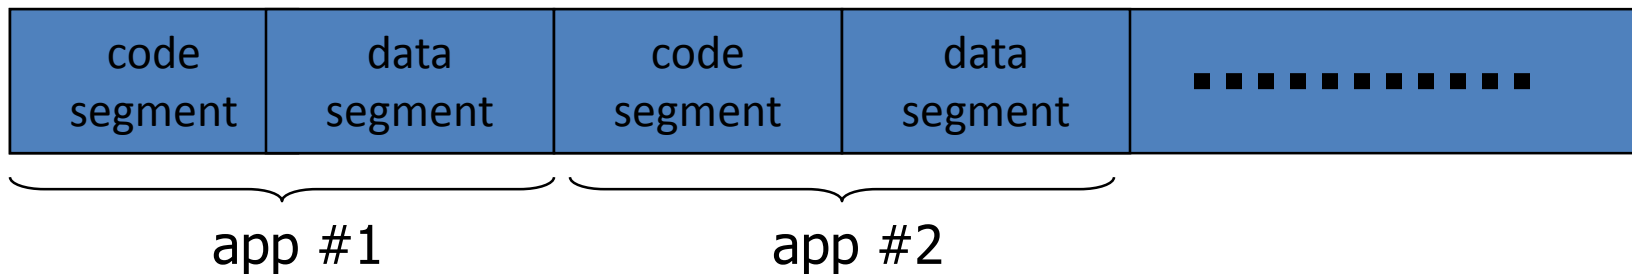 code
segment
data
segment
code
segment
data
segment
app #1
app #2